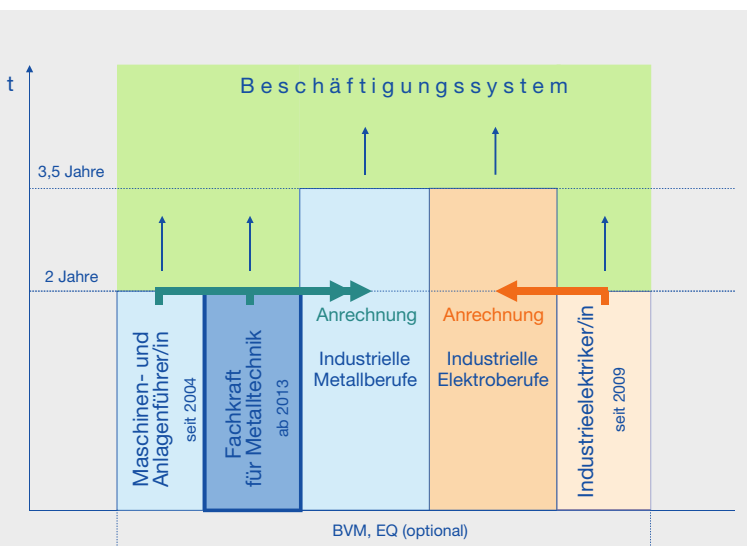 Beschäftigungssystem
t
3,5 Jahre
2 Jahre
Anrechnung
Anrechnung
Maschinen- und
Anlagenführer/in
seit 2004
Fachkraft
für Metalltechnik
ab 2013
Industrielle
Metallberufe
Industrielle
Elektroberufe
Industrieelektriker/in
seit 2009
BVM, EQ (optional)